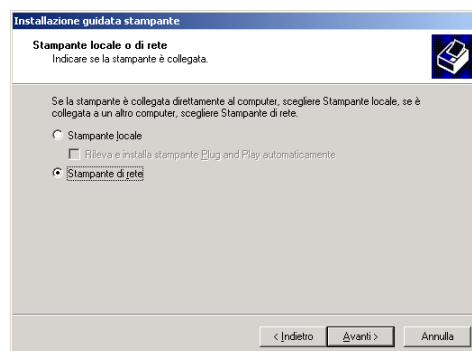 Installazione guidata stampante
Stampante locale o di rete
Indicare se la stampante è collegata.
Se la stampante è collegata direttamente al computer, scegliere Stampante locale, se è
collegata a un altro computer, scegliere Stampante di rete.
Stampante locale
Rileva e installa stampante Plug and Play automaticamente
Stampante di rete
< Indietro Avanti > Annulla